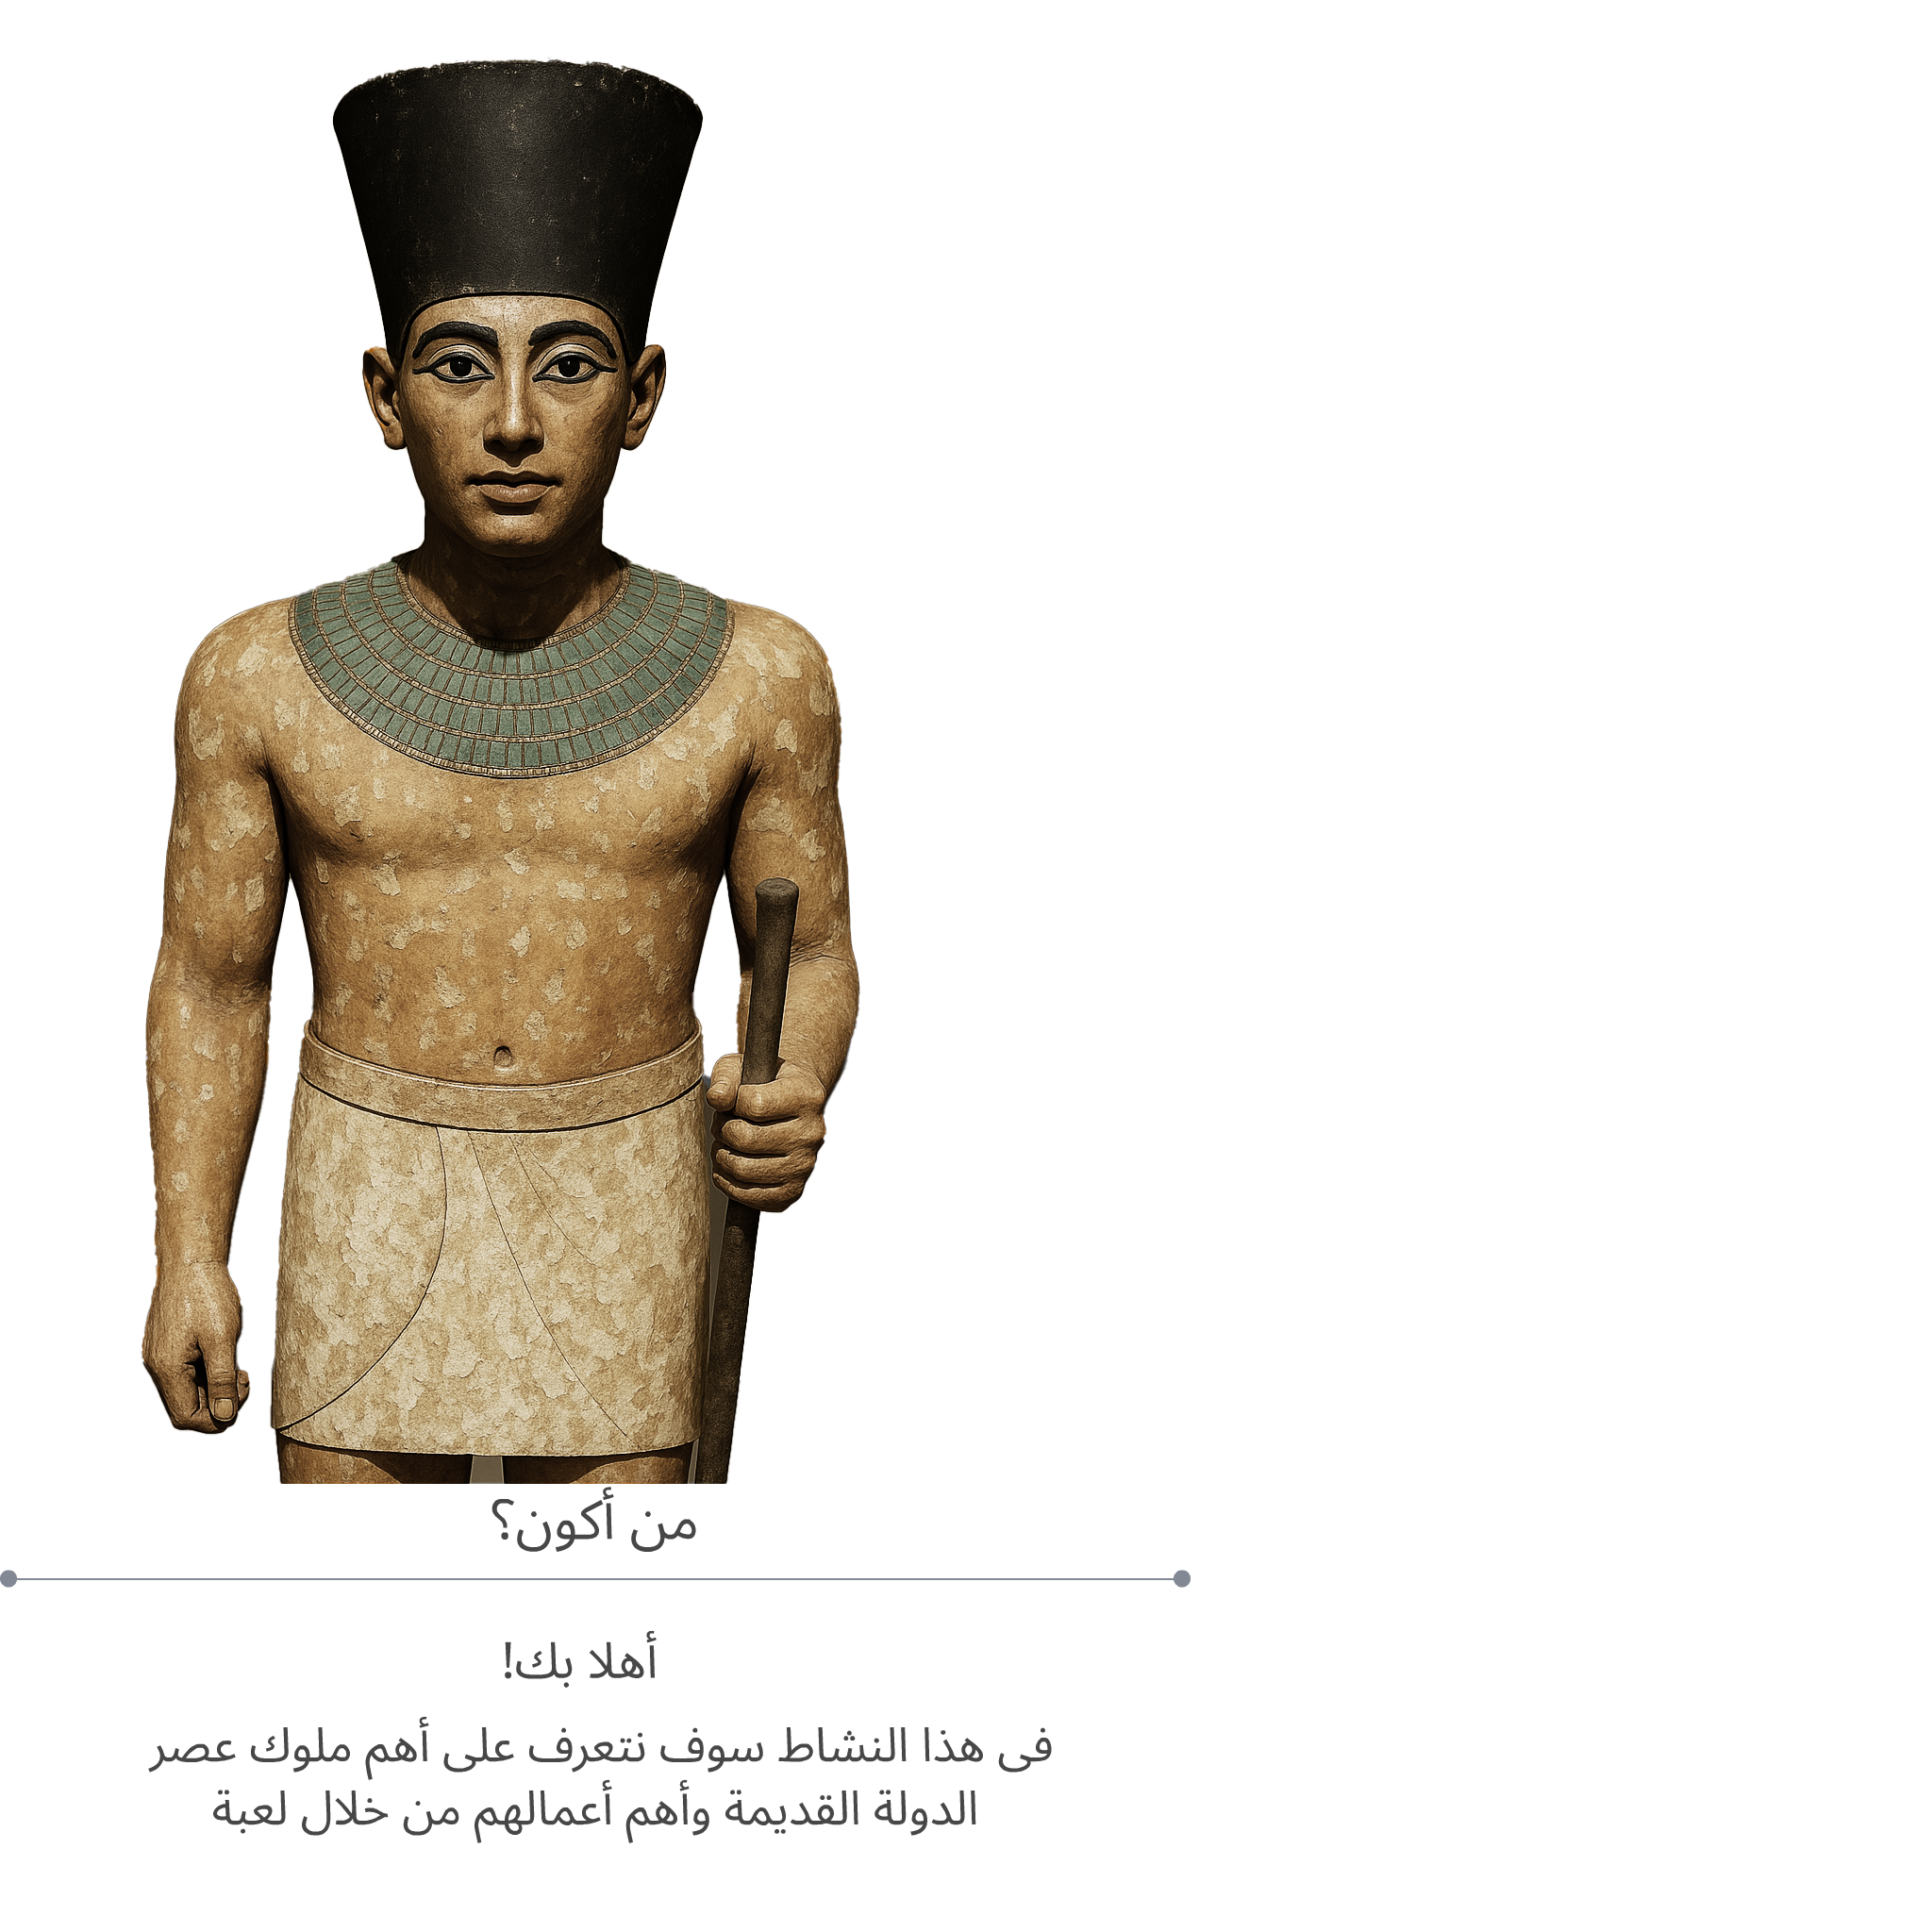 من أكون؟
أهلا بك!
فى هذا النشاط سوف نتعرف على أهم ملوك عصر
الدولة القديمة وأهم أعمالهم من خلال لعبة